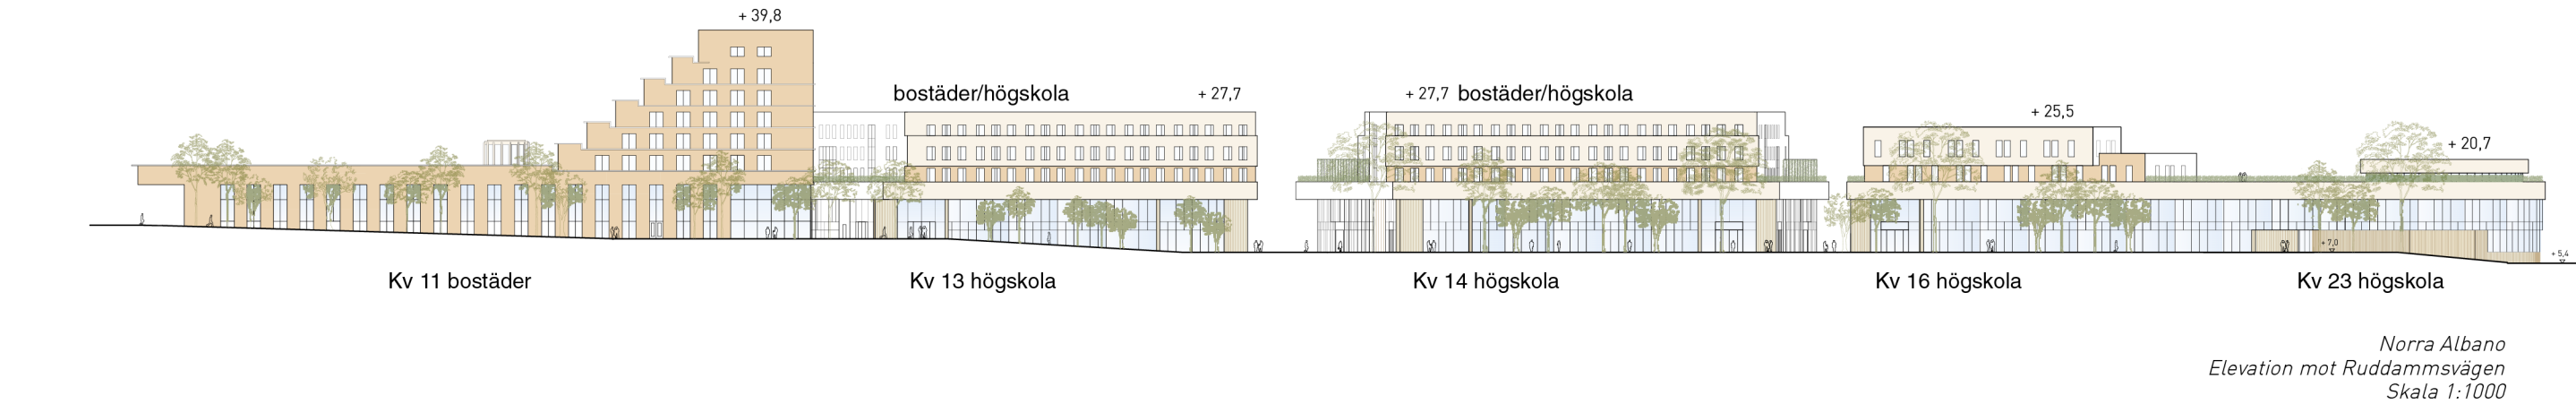 + 39,8
bostäder/högskola
+ 27,7
+ 27,7 bostäder/högskola
+ 25,5
+ 20,7
+ 7,0
+ 5,4
Kv 11 bostäder
Kv 13 högskola
Kv 14 högskola
Kv 16 högskola
Kv 23 högskola
Norra Albano
Elevation mot Ruddammsvägen
Skala 1:1000